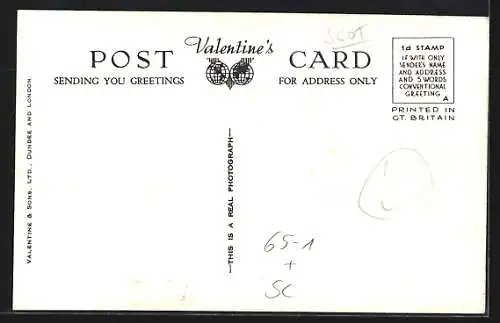 SCOT
POST Valentine's CARD
SENDING YOU GREETINGS
FOR ADDRESS ONLY
1d STAMP
IF WITH ONLY
SENDER'S NAME
AND ADDRESS
AND 5 WORDS
CONVENTIONAL
GREETING
A
PRINTED IN
GT. BRITAIN
VALENTINE & SONS, LTD., DUNDEE AND LONDON.
—THIS IS A REAL PHOTOGRAPH—
65-1
+
SC